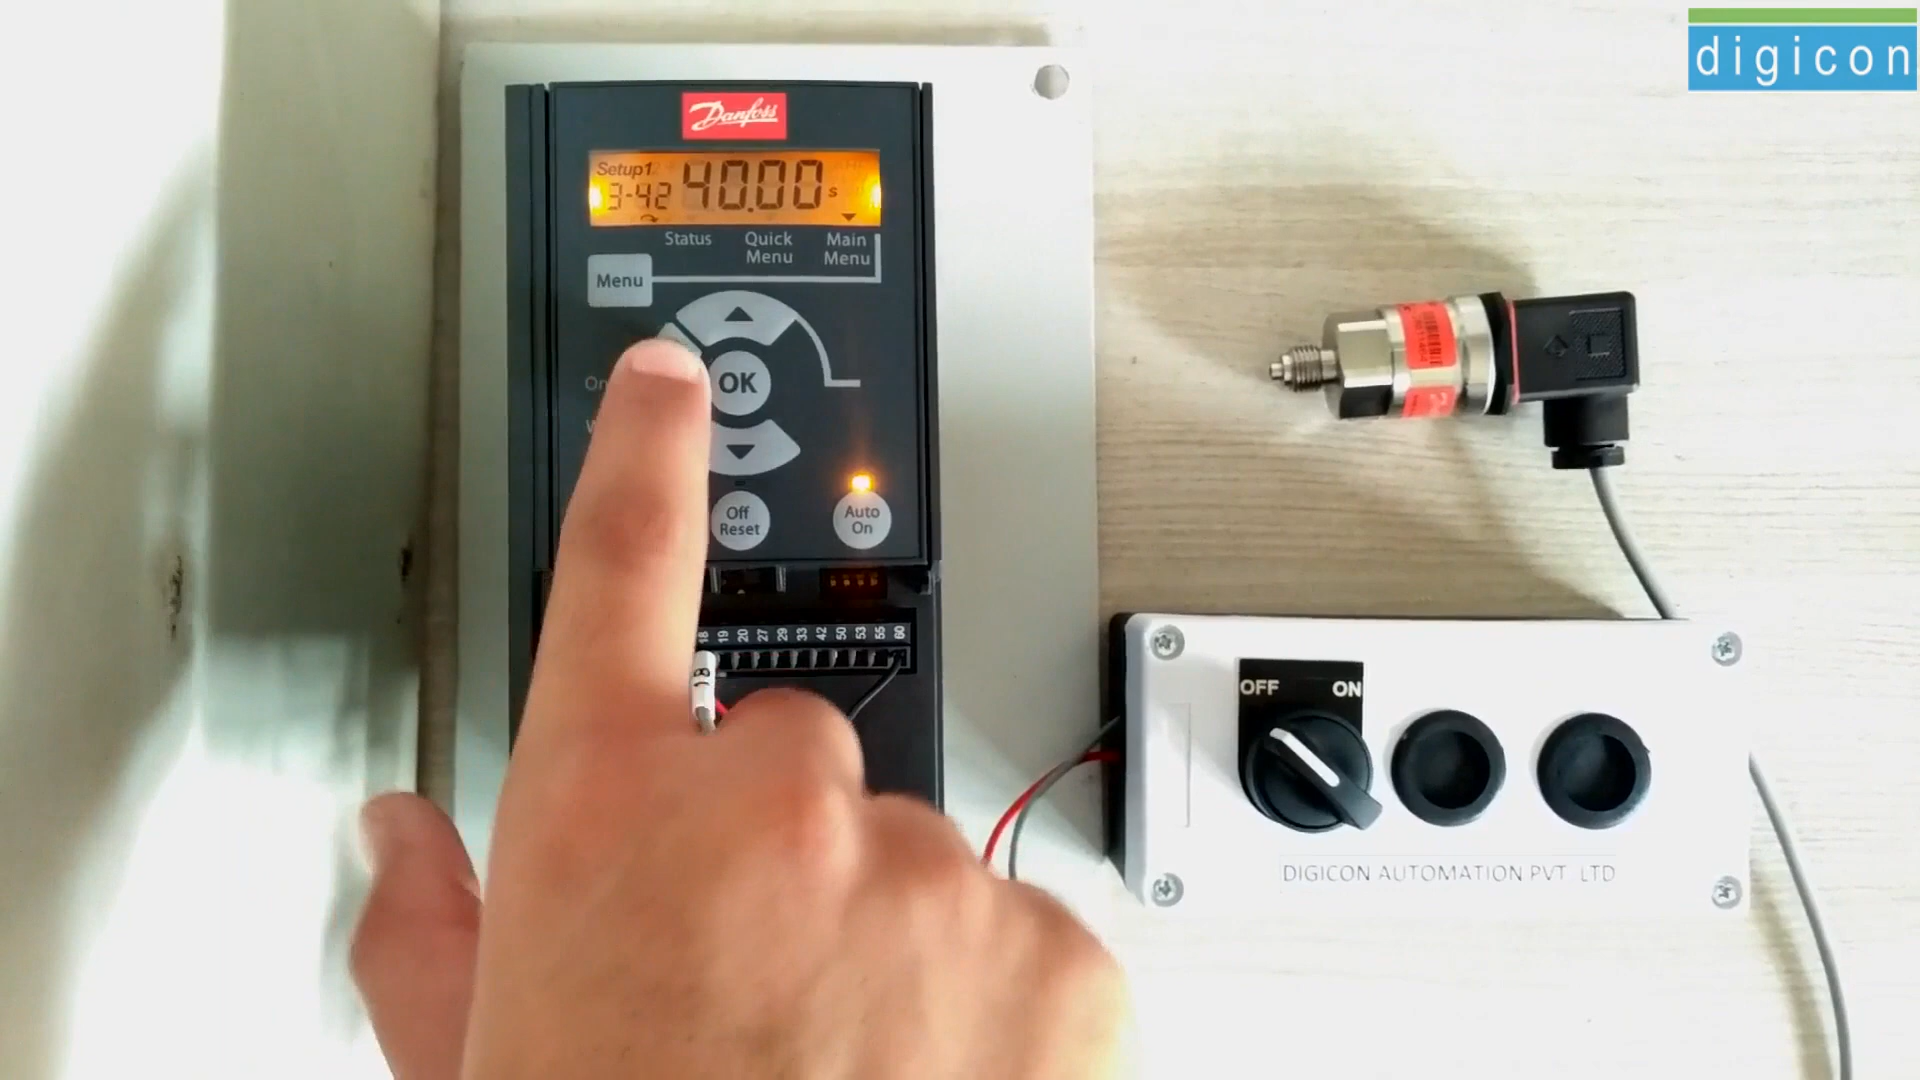 digicon
Danfoss
Setup1
3-42 40.00 s
Status
Quick Menu
Main Menu
Menu
OK
On
Off Reset
Auto On
18 19 20 27 29 33 42 50 53 55 60
18
OFF ON
DIGICON AUTOMATION PVT. LTD